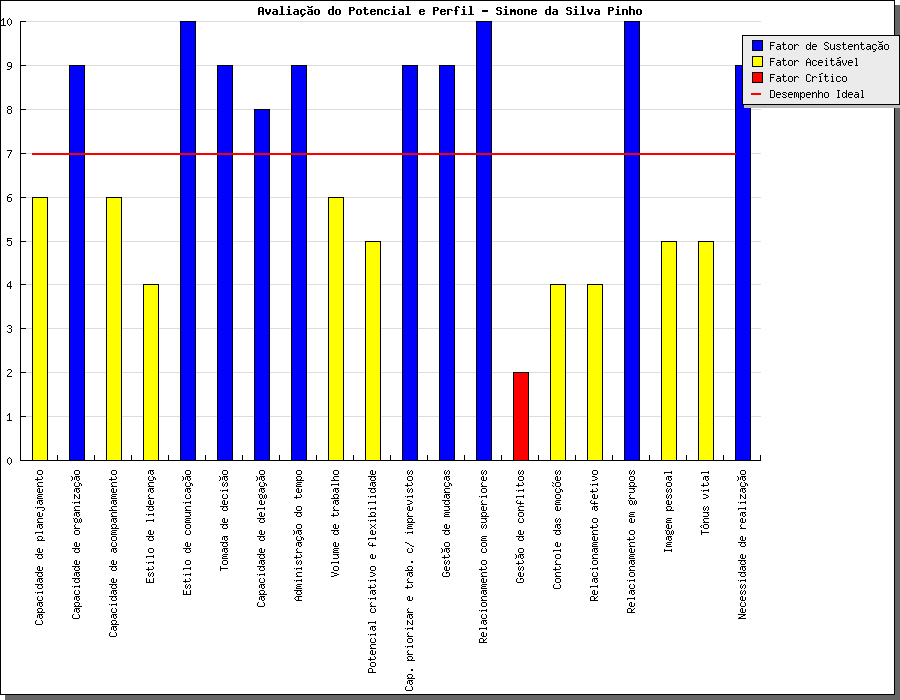 Avaliação do Potencial e Perfil - Simone da Silva Pinho
Fator de Sustentação
Fator Aceitável
Fator Crítico
Desempenho Ideal
10
9
8
7
6
5
4
3
2
1
0
Capacidade de planejamento
Capacidade de organização
Capacidade de acompanhamento
Estilo de liderança
Estilo de comunicação
Tomada de decisão
Capacidade de delegação
Administração do tempo
Volume de trabalho
Potencial criativo e flexibilidade
Cap. priorizar e trab. c/ imprevistos
Gestão de mudanças
Relacionamento com superiores
Gestão de conflitos
Controle das emoções
Relacionamento afetivo
Relacionamento em grupos
Imagem pessoal
Tônus vital
Necessidade de realização